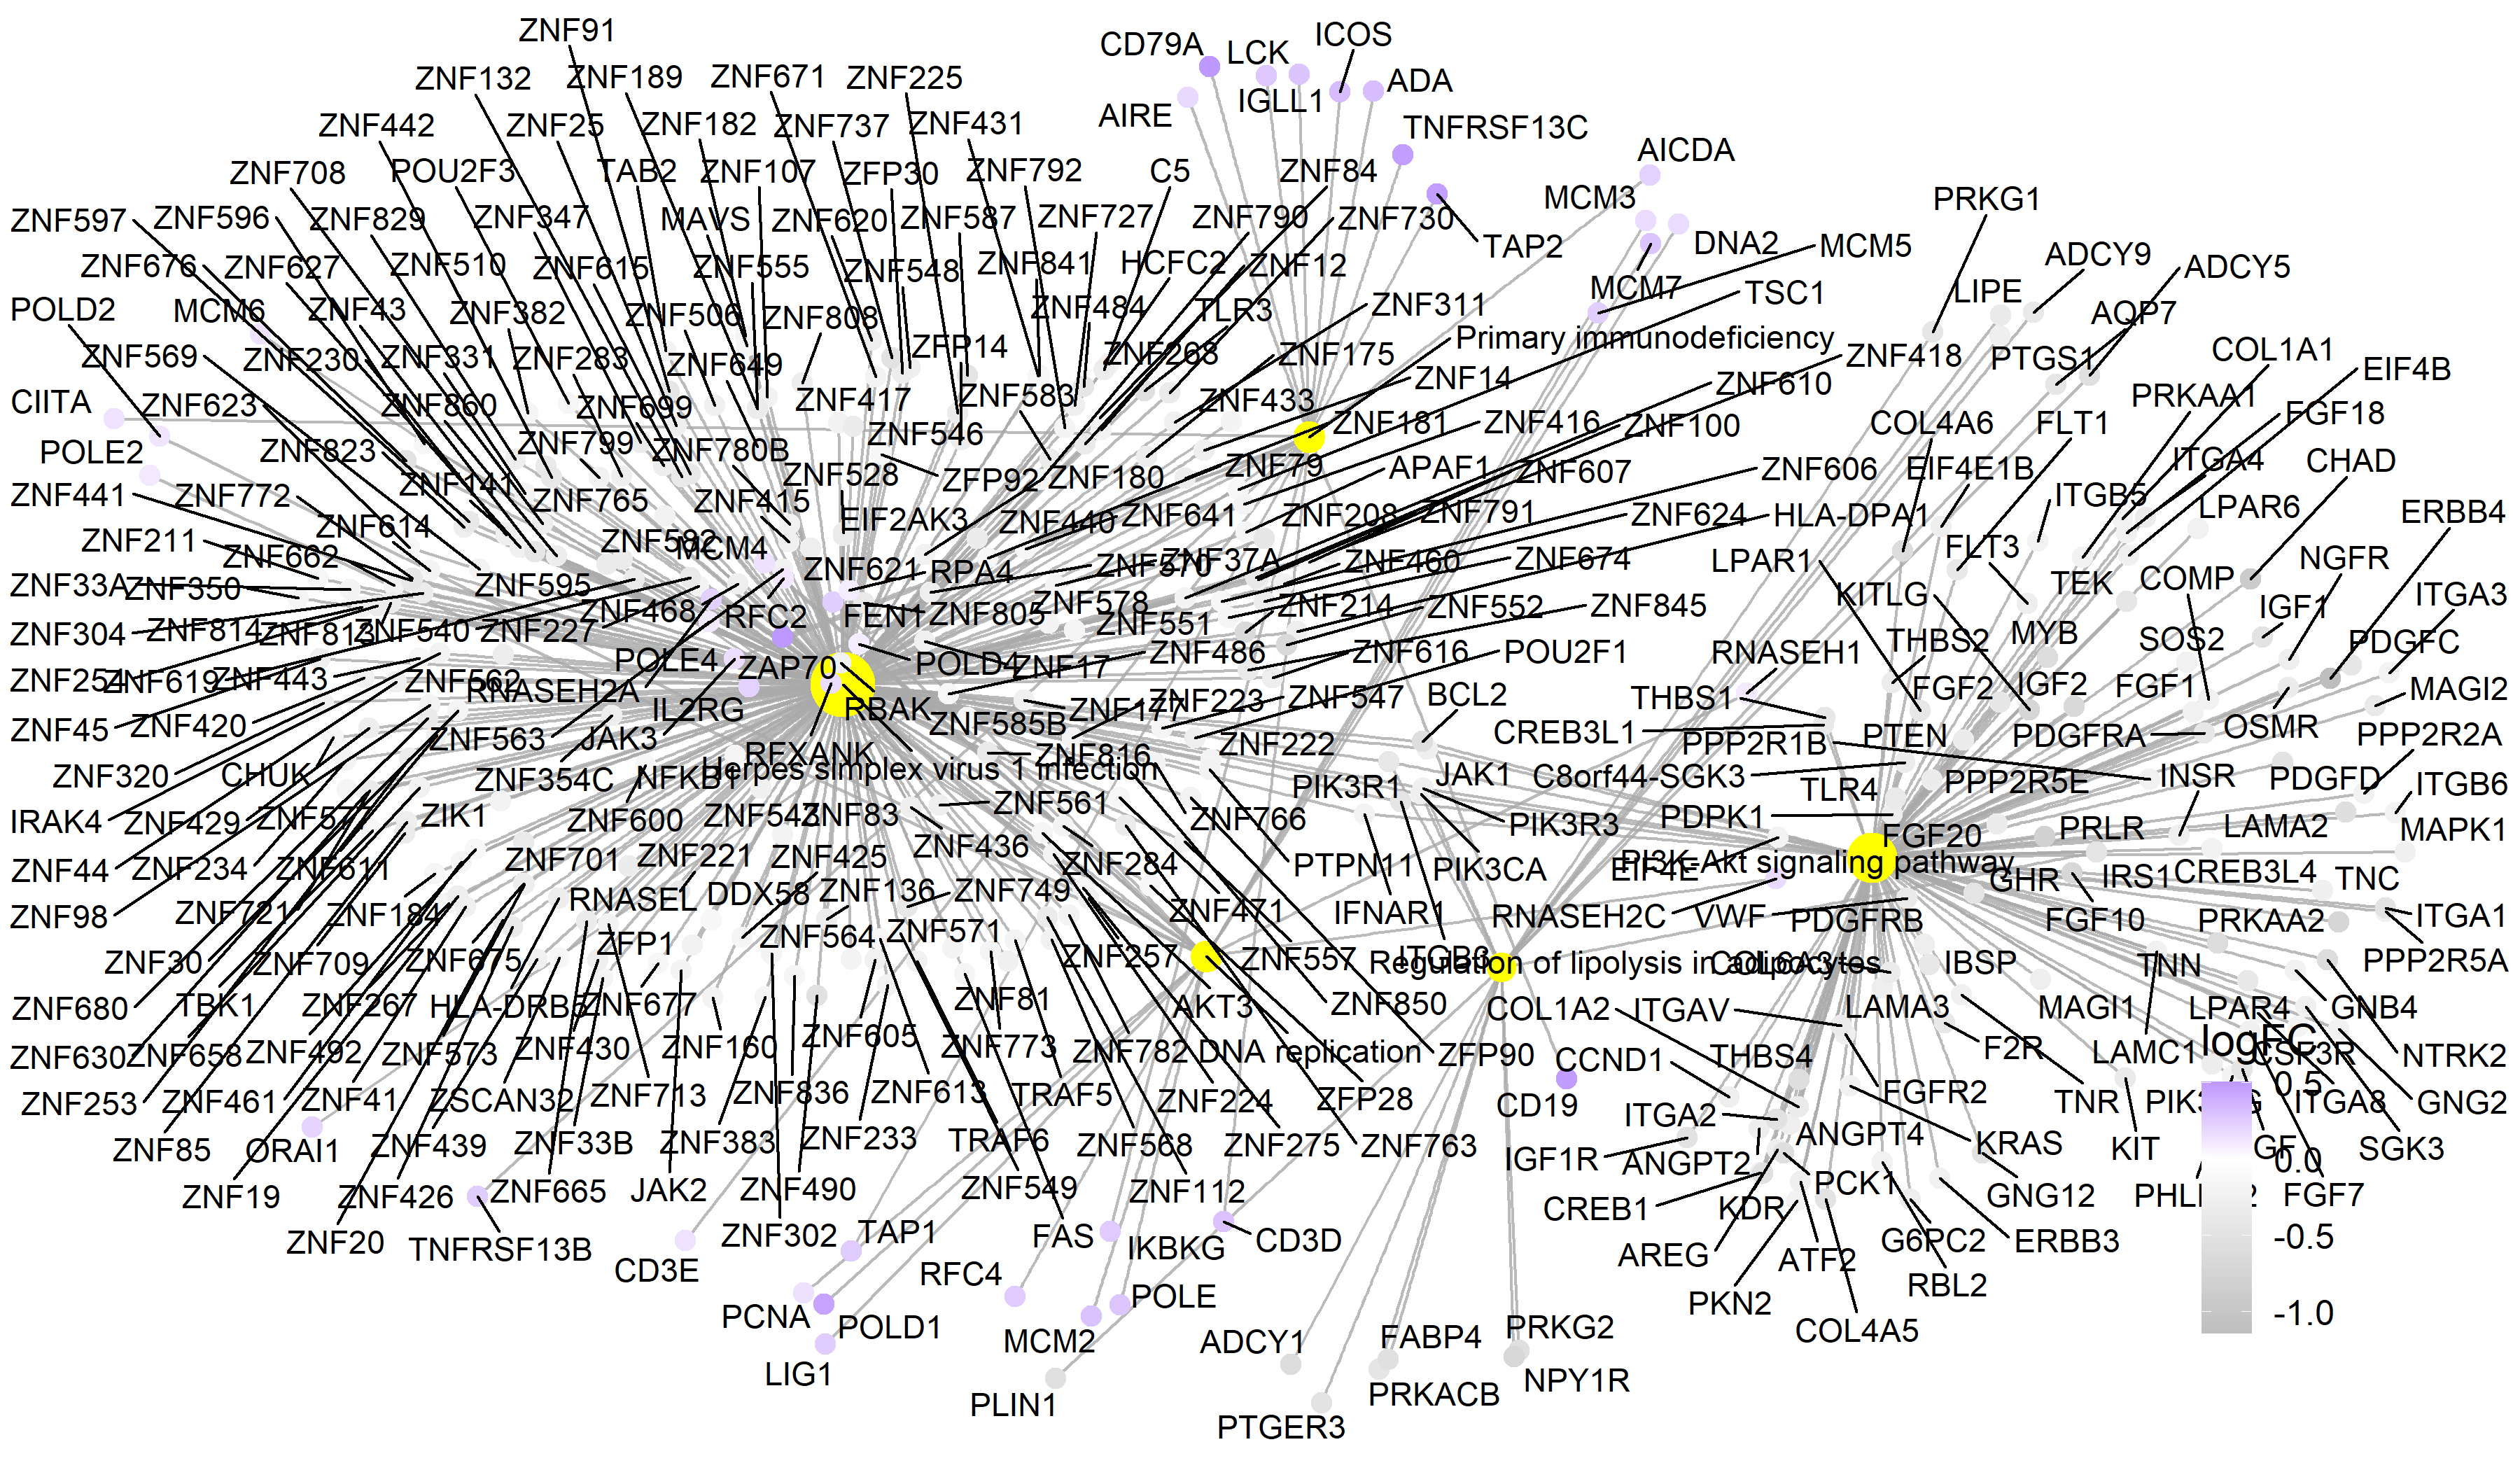 ZNF91
CD79A
LCK
ICOS
ZNF132
ZNF189
ZNF671
ZNF225
IGLL1
ADA
AIRE
ZNF442
ZNF25
ZNF182
ZNF737
ZNF431
TNFRSF13C
AICDA
ZNF708
POU2F3
TAB2
ZNF107
ZFP30
ZNF792
C5
ZNF84
MCM3
PRKG1
ZNF597
ZNF596
ZNF829
ZNF347
MAVS
ZNF620
ZNF587
ZNF727
ZNF790
ZNF730
TAP2
DNA2
MCM5
ADCY9
ADCY5
ZNF676
ZNF627
ZNF510
ZNF615
ZNF555
ZNF548
ZNF841
HCFC2
ZNF12
MCM7
TSC1
LIPE
AQP7
POLD2
MCM6
ZNF43
ZNF382
ZNF506
ZNF808
ZNF484
TLR3
ZNF311
Primary immunodeficiency
ZNF418
PTGS1
COL1A1
EIF4B
ZNF569
ZNF230
ZNF331
ZNF283
ZNF649
ZFP14
ZNF268
ZNF175
ZNF14
ZNF610
PRKAA1
FGF18
CIITA
ZNF623
ZNF860
ZNF699
ZNF417
ZNF583
ZNF433
ZNF181
ZNF416
ZNF100
COL4A6
FLT1
POLE2
ZNF823
ZNF799
ZNF780B
ZNF546
ZNF528
ZFP92
ZNF180
ZNF79
APAF1
ZNF607
ZNF606
EIF4E1B
ITGA4
CHAD
ZNF441
ZNF772
ZNF141
ZNF765
ZNF415
EIF2AK3
ZNF440
ZNF641
ZNF208
ZNF791
ZNF624
HLA-DPA1
ITGB5
LPAR6
ERBB4
ZNF211
ZNF614
ZNF662
ZNF582
MCM4
ZNF621
RPA4
ZNF570
ZNF37A
ZNF460
ZNF674
LPAR1
FLT3
TEK
COMP
NGFR
ZNF33A
ZNF350
ZNF595
ZNF468
RFC2
FEN1
ZNF805
ZNF578
ZNF551
ZNF214
ZNF552
ZNF845
KITLG
IGF1
ITGA3
ZNF304
ZNF814
ZNF813
ZNF540
ZNF227
POLE4
ZAP70
POLD4
ZNF17
ZNF486
ZNF616
POU2F1
RNASEH1
THBS2
MYB
SOS2
PDGFC
ZNF254
ZNF619
ZNF443
ZNF562
RNASEH2A
IL2RG
RBAK
ZNF585B
ZNF177
ZNF223
ZNF547
BCL2
THBS1
FGF2
IGF2
FGF1
MAGI2
ZNF45
ZNF420
ZNF563
JAK3
RFXANK
ZNF816
ZNF222
CREB3L1
PPP2R1B
PTEN
PDGFRA
OSMR
PPP2R2A
ZNF320
CHUK
ZNF354C
NFKB1
Herpes simplex virus 1 infection
PIK3R1
JAK1
C8orf44-SGK3
TLR4
PPP2R5E
INSR
PDGFD
ITGB6
IRAK4
ZNF429
ZNF577
ZIK1
ZNF600
ZNF543
ZNF83
ZNF561
ZNF766
PIK3R3
PDPK1
FGF20
PRLR
LAMA2
MAPK1
ZNF44
ZNF234
ZNF611
ZNF701
ZNF221
ZNF425
ZNF436
ZNF284
PTPN11
PIK3CA
EIF4E
PI3K-Akt signaling pathway
GHR
IRS1
CREB3L4
TNC
ZNF98
ZNF721
ZNF184
RNASEL
DDX58
ZNF136
ZNF749
ZNF471
IFNAR1
RNASEH2C
VWF
PDGFRB
FGF10
PRKAA2
ITGA1
ZNF30
ZNF709
ZNF675
ZFP1
ZNF564
ZNF571
ZNF257
ZNF557
ITGB3
Regulation of lipolysis in adipocytes
COL6A3
IBSP
TNN
PPP2R5A
ZNF680
TBK1
ZNF267
HLA-DRB5
ZNF677
ZNF81
AKT3
ZNF850
COL1A2
ITGAV
LAMA3
MAGI1
LPAR4
GNB4
ZNF630
ZNF658
ZNF492
ZNF573
ZNF430
ZNF160
ZNF605
ZNF773
ZNF782
DNA replication
ZFP90
CCND1
THBS4
F2R
LAMC1
logFC
CSF3R
NTRK2
ZNF253
ZNF461
ZNF41
ZSCAN32
ZNF713
ZNF836
ZNF613
TRAF5
ZNF224
ZFP28
CD19
ITGA2
FGFR2
TNR
0.5
ITGA8
GNG2
ZNF85
ORAI1
ZNF439
ZNF33B
ZNF383
ZNF233
TRAF6
ZNF568
ZNF275
ZNF763
IGF1R
ANGPT2
ANGPT4
KRAS
KIT
0.0
SGK3
ZNF19
ZNF426
ZNF665
JAK2
ZNF490
ZNF549
ZNF112
CREB1
KDR
PCK1
GNG12
FGF7
ZNF20
TNFRSF13B
CD3E
ZNF302
TAP1
FAS
IKBKG
CD3D
AREG
ATF2
G6PC2
ERBB3
-0.5
RFC4
POLE
PKN2
RBL2
PCNA
POLD1
MCM2
ADCY1
FABP4
PRKG2
COL4A5
-1.0
LIG1
PLIN1
PRKACB
NPY1R
PTGER3